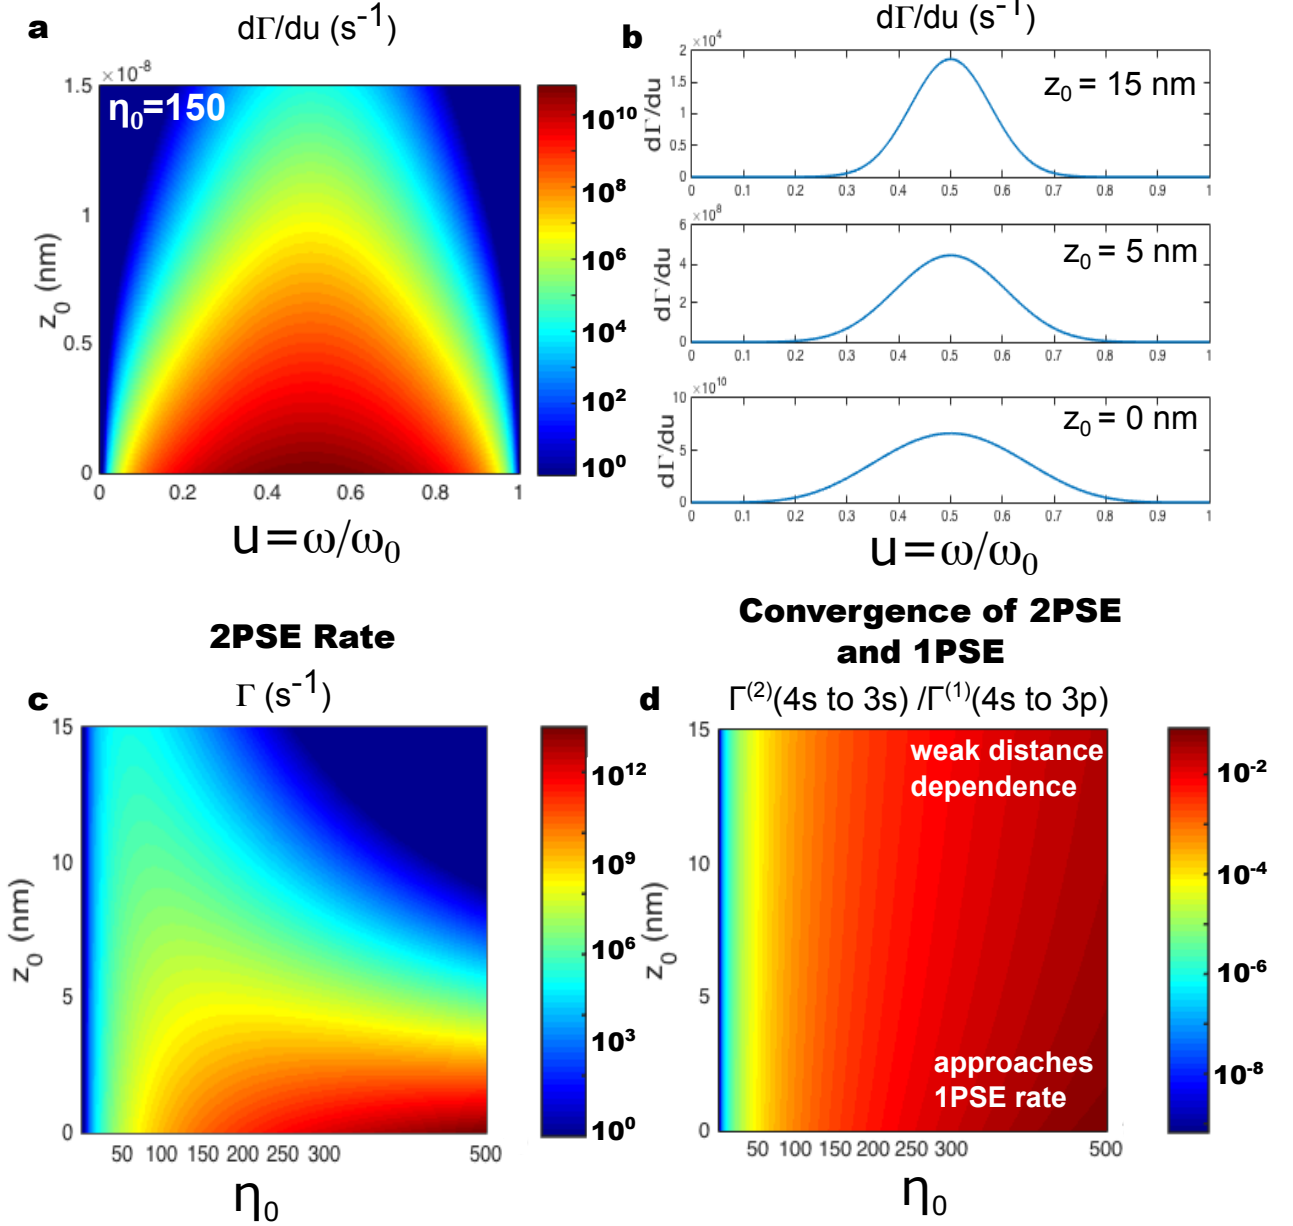 a
dΓ/du (s⁻¹)
×10⁻⁸
η₀=150
1.5
1
0.5
0
z₀ (nm)
0 0.2 0.4 0.6 0.8 1
u=ω/ω₀
10¹⁰
10⁸
10⁶
10⁴
10²
10⁰
b
dΓ/du (s⁻¹)
×10⁴
z₀ = 15 nm
dΓ/du
2
1.5
1
0.5
0
0 0.1 0.2 0.3 0.4 0.5 0.6 0.7 0.8 0.9 1
×10⁸
z₀ = 5 nm
dΓ/du
6
4
2
0
0 0.1 0.2 0.3 0.4 0.5 0.6 0.7 0.8 0.9 1
×10¹⁰
z₀ = 0 nm
dΓ/du
10
5
0
0 0.1 0.2 0.3 0.4 0.5 0.6 0.7 0.8 0.9 1
u=ω/ω₀
2PSE Rate
c
Γ (s⁻¹)
15
10
5
0
z₀ (nm)
50 100 150 200 250 300 500
η₀
10¹²
10⁹
10⁶
10³
10⁰
Convergence of 2PSE
and 1PSE
d
Γ⁽²⁾(4s to 3s) /Γ⁽¹⁾(4s to 3p)
weak distance
dependence
approaches
1PSE rate
15
10
5
0
z₀ (nm)
50 100 150 200 250 300 500
η₀
10⁻²
10⁻⁴
10⁻⁶
10⁻⁸